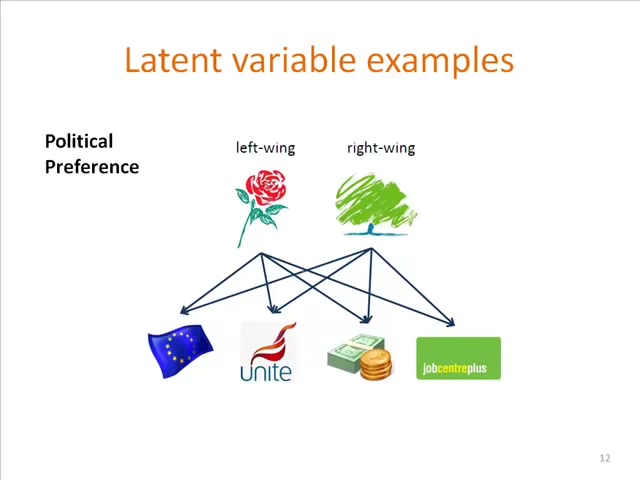 Latent variable examples
Political
Preference
left-wing
right-wing
unite
jobcentreplus
12